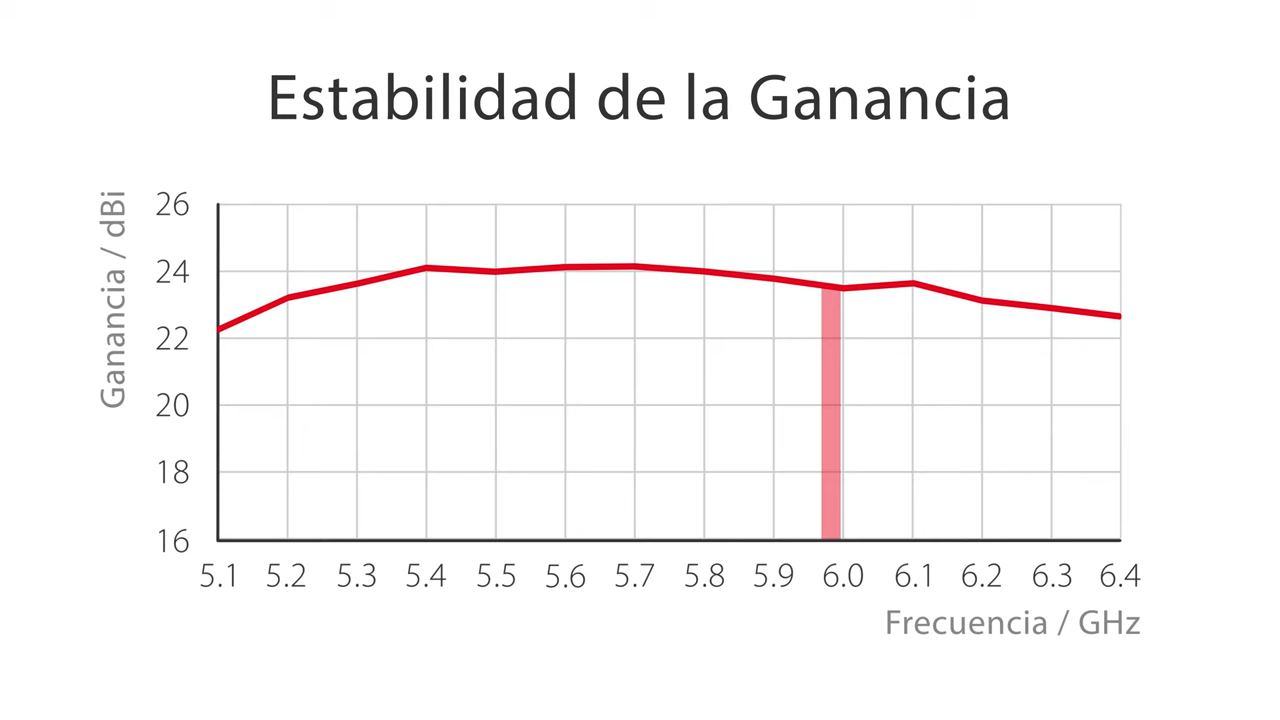 Estabilidad de la Ganancia
Ganancia / dBi
26
24
22
20
18
16
5.1 5.2 5.3 5.4 5.5 5.6 5.7 5.8 5.9 6.0 6.1 6.2 6.3 6.4
Frecuencia / GHz